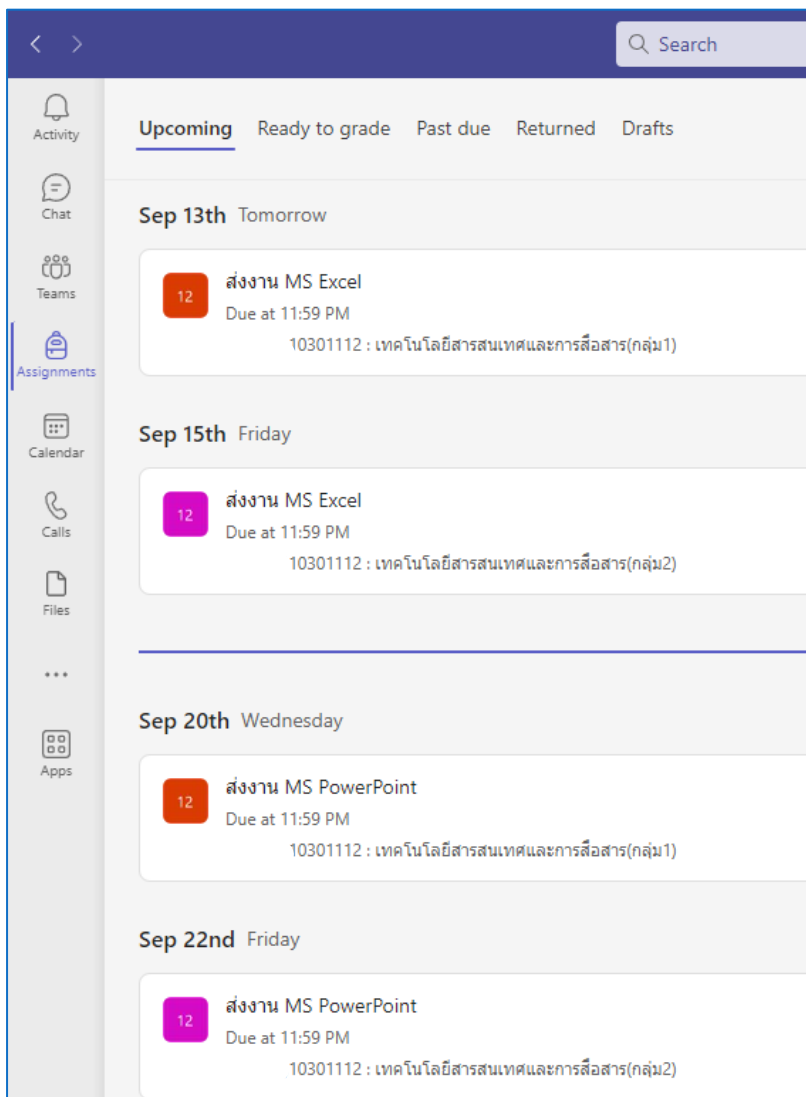 Search
Activity
Chat
Teams
Assignments
Calendar
Calls
Files
Apps
Upcoming Ready to grade Past due Returned Drafts
Sep 13th Tomorrow
12
ส่งงาน MS Excel
Due at 11:59 PM
10301112 : เทคโนโลยีสารสนเทศและการสื่อสาร(กลุ่ม1)
Sep 15th Friday
12
ส่งงาน MS Excel
Due at 11:59 PM
10301112 : เทคโนโลยีสารสนเทศและการสื่อสาร(กลุ่ม2)
Sep 20th Wednesday
12
ส่งงาน MS PowerPoint
Due at 11:59 PM
10301112 : เทคโนโลยีสารสนเทศและการสื่อสาร(กลุ่ม1)
Sep 22nd Friday
12
ส่งงาน MS PowerPoint
Due at 11:59 PM
10301112 : เทคโนโลยีสารสนเทศและการสื่อสาร(กลุ่ม2)